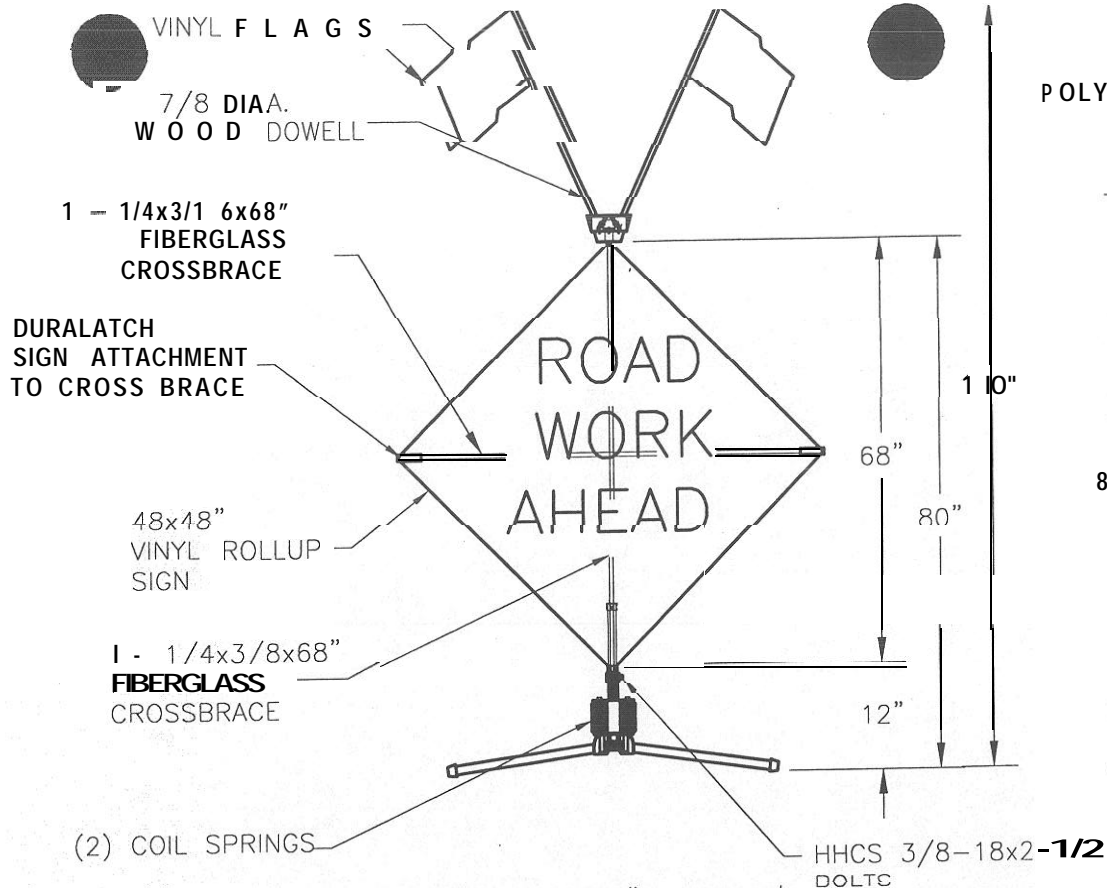 VINYL FLAGS
7/8 DIA.A.
WOOD DOWELL
1 - 1/4x3/1 6x68"
FIBERGLASS
CROSSBRACE
DURALATCH
SIGN ATTACHMENT
TO CROSS BRACE
48x48"
VINYL ROLLUP
SIGN
I - 1/4x3/8x68"
FIBERGLASS
CROSSBRACE
(2) COIL SPRINGS
ROAD
WORK
AHEAD
68"
80"
1 I0"
12"
HHCS 3/8-18x2-1/2
POLY
8